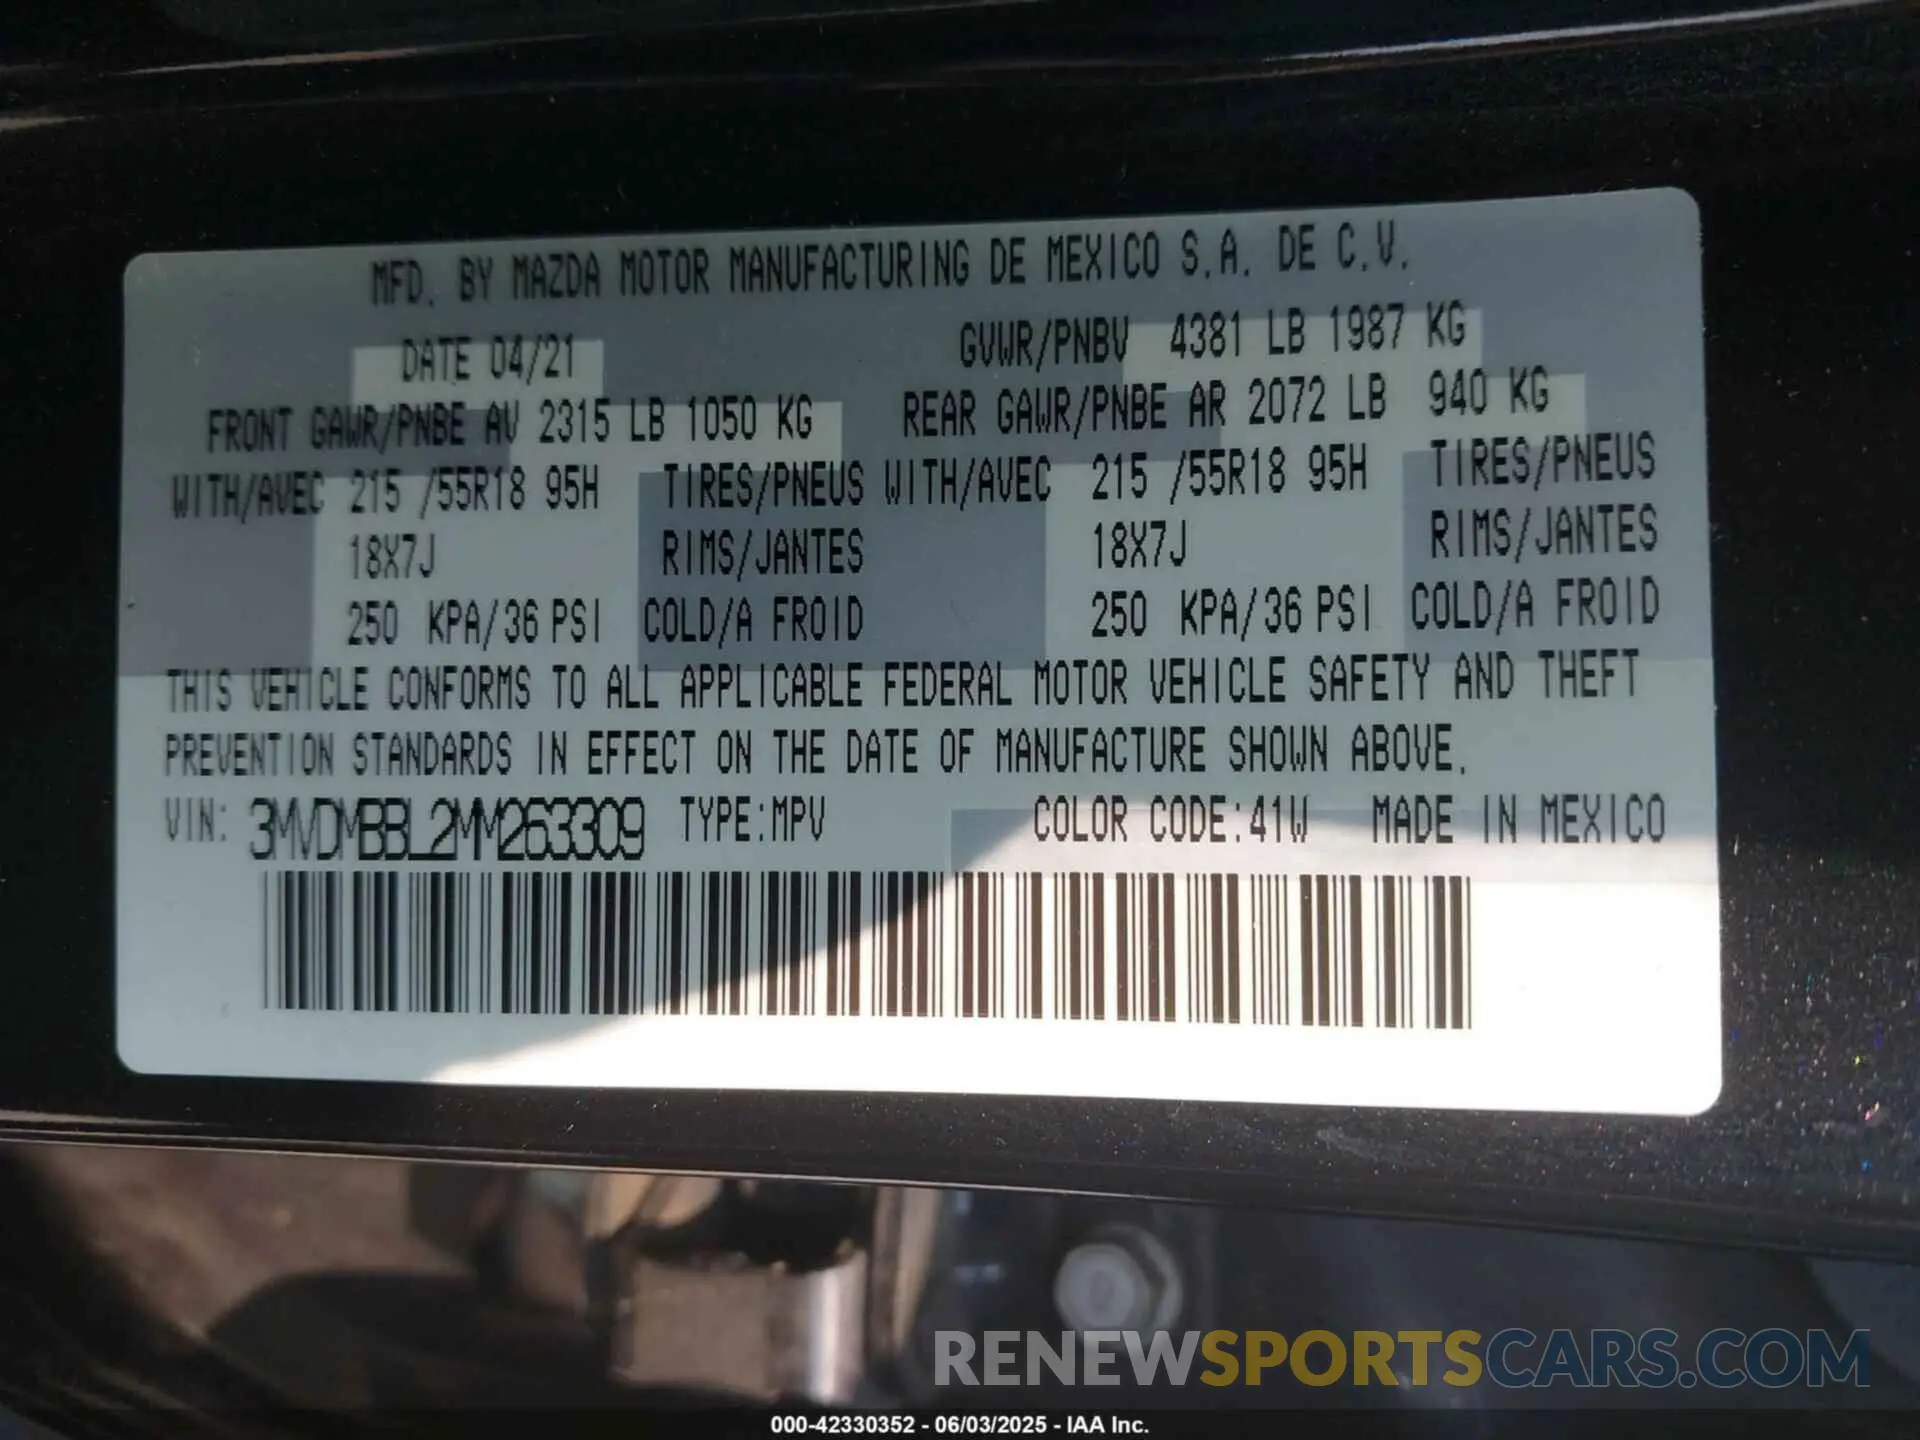 MFD. BY MAZDA MOTOR MANUFACTURING DE MEXICO S.A. DE C.V.
DATE 04/21 GVWR/PNBV 4381 LB 1987 KG
FRONT GAWR/PNBE AV 2315 LB 1050 KG REAR GAWR/PNBE AR 2072 LB 940 KG
WITH/AVEC 215 /55R18 95H TIRES/PNEUS WITH/AVEC 215 /55R18 95H TIRES/PNEUS
18X7J RIMS/JANTES 18X7J RIMS/JANTES
250 KPA/36 PSI COLD/A FROID 250 KPA/36 PSI COLD/A FROID
THIS VEHICLE CONFORMS TO ALL APPLICABLE FEDERAL MOTOR VEHICLE SAFETY AND THEFT
PREVENTION STANDARDS IN EFFECT ON THE DATE OF MANUFACTURE SHOWN ABOVE.
VIN: 3MVDMBBL2MM263309 TYPE:MPV COLOR CODE:41W MADE IN MEXICO
RENEWSPORTSCARS.COM
000-42330352 - 06/03/2025 - IAA Inc.